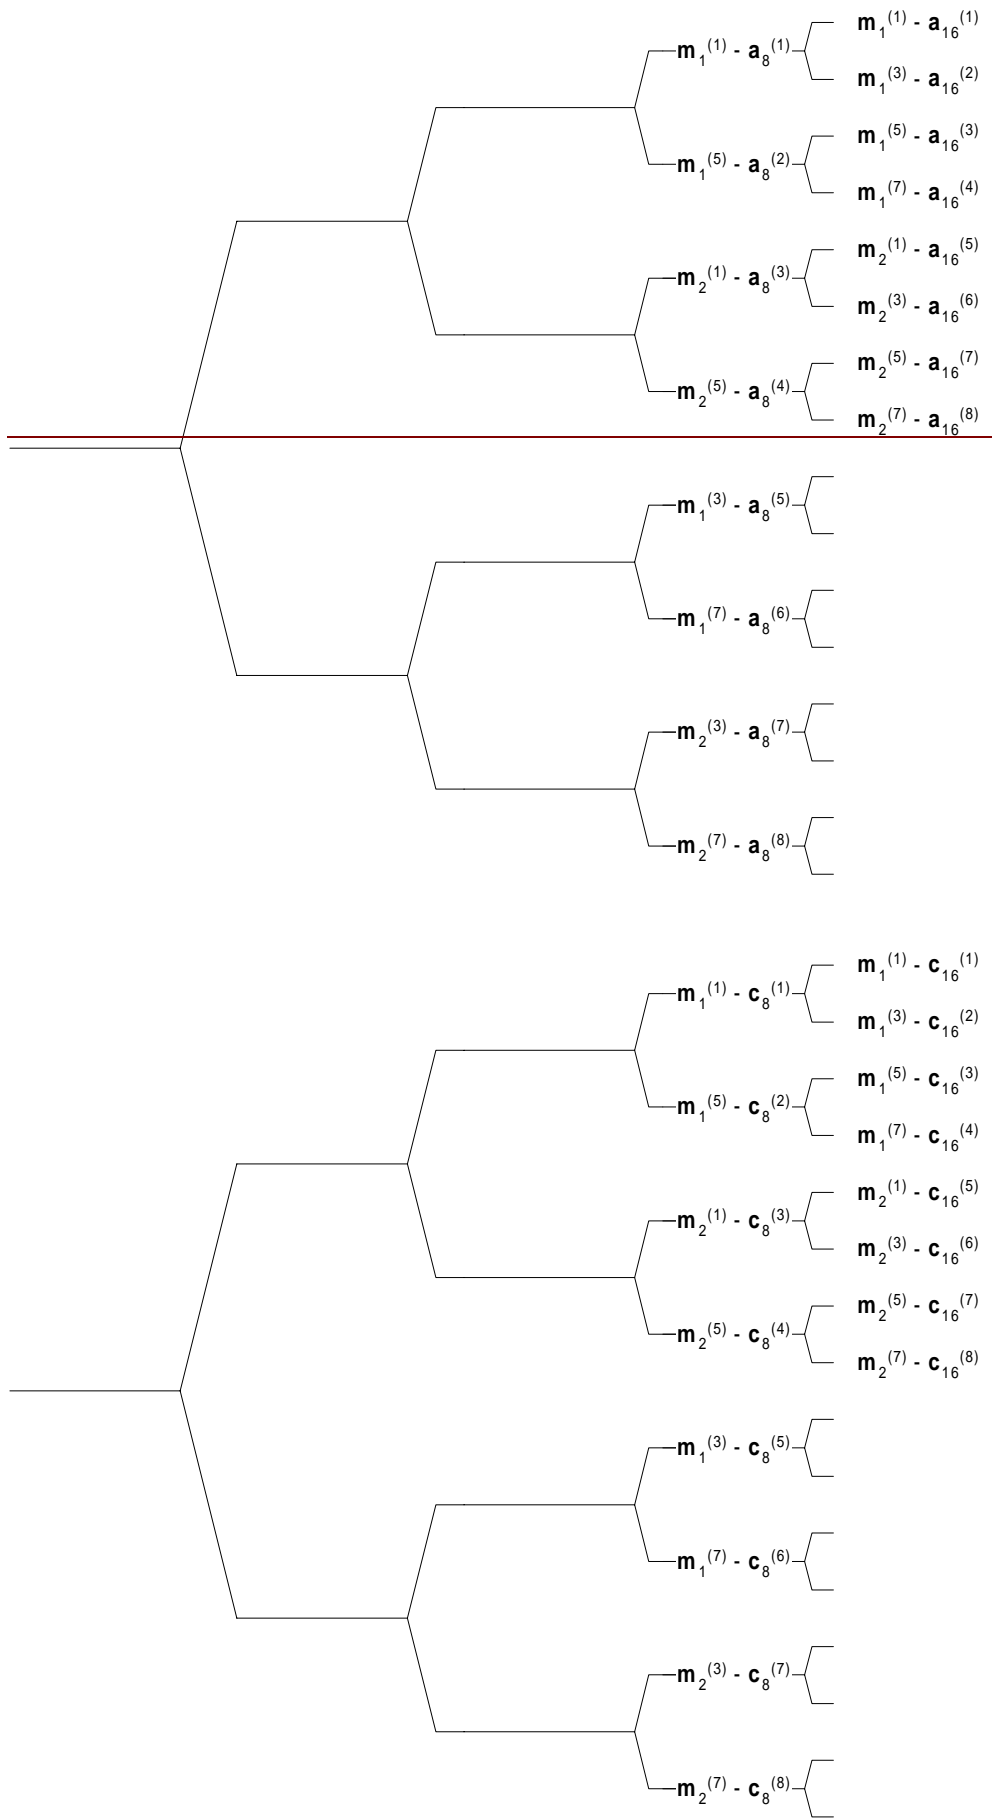 m₁⁽¹⁾ - a₁₆⁽¹⁾
m₁⁽¹⁾ - a₈⁽¹⁾
m₁⁽³⁾ - a₁₆⁽²⁾
m₁⁽⁵⁾ - a₁₆⁽³⁾
m₁⁽⁵⁾ - a₈⁽²⁾
m₁⁽⁷⁾ - a₁₆⁽⁴⁾
m₂⁽¹⁾ - a₁₆⁽⁵⁾
m₂⁽¹⁾ - a₈⁽³⁾
m₂⁽³⁾ - a₁₆⁽⁶⁾
m₂⁽⁵⁾ - a₁₆⁽⁷⁾
m₂⁽⁵⁾ - a₈⁽⁴⁾
m₂⁽⁷⁾ - a₁₆⁽⁸⁾
m₁⁽³⁾ - a₈⁽⁵⁾
m₁⁽⁷⁾ - a₈⁽⁶⁾
m₂⁽³⁾ - a₈⁽⁷⁾
m₂⁽⁷⁾ - a₈⁽⁸⁾
m₁⁽¹⁾ - c₁₆⁽¹⁾
m₁⁽¹⁾ - c₈⁽¹⁾
m₁⁽³⁾ - c₁₆⁽²⁾
m₁⁽⁵⁾ - c₁₆⁽³⁾
m₁⁽⁵⁾ - c₈⁽²⁾
m₁⁽⁷⁾ - c₁₆⁽⁴⁾
m₂⁽¹⁾ - c₁₆⁽⁵⁾
m₂⁽¹⁾ - c₈⁽³⁾
m₂⁽³⁾ - c₁₆⁽⁶⁾
m₂⁽⁵⁾ - c₁₆⁽⁷⁾
m₂⁽⁵⁾ - c₈⁽⁴⁾
m₂⁽⁷⁾ - c₁₆⁽⁸⁾
m₁⁽³⁾ - c₈⁽⁵⁾
m₁⁽⁷⁾ - c₈⁽⁶⁾
m₂⁽³⁾ - c₈⁽⁷⁾
m₂⁽⁷⁾ - c₈⁽⁸⁾